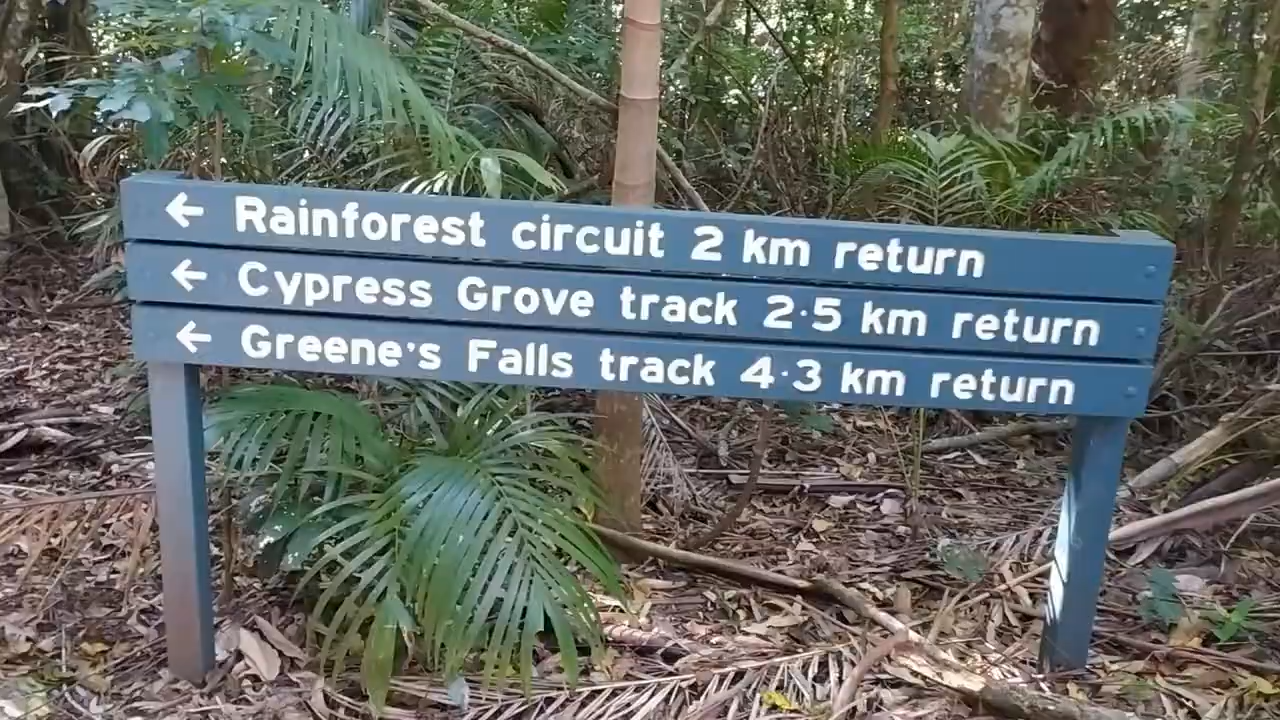 ← Rainforest circuit 2 km return
← Cypress Grove track 2·5 km return
← Greene's Falls track 4·3 km return